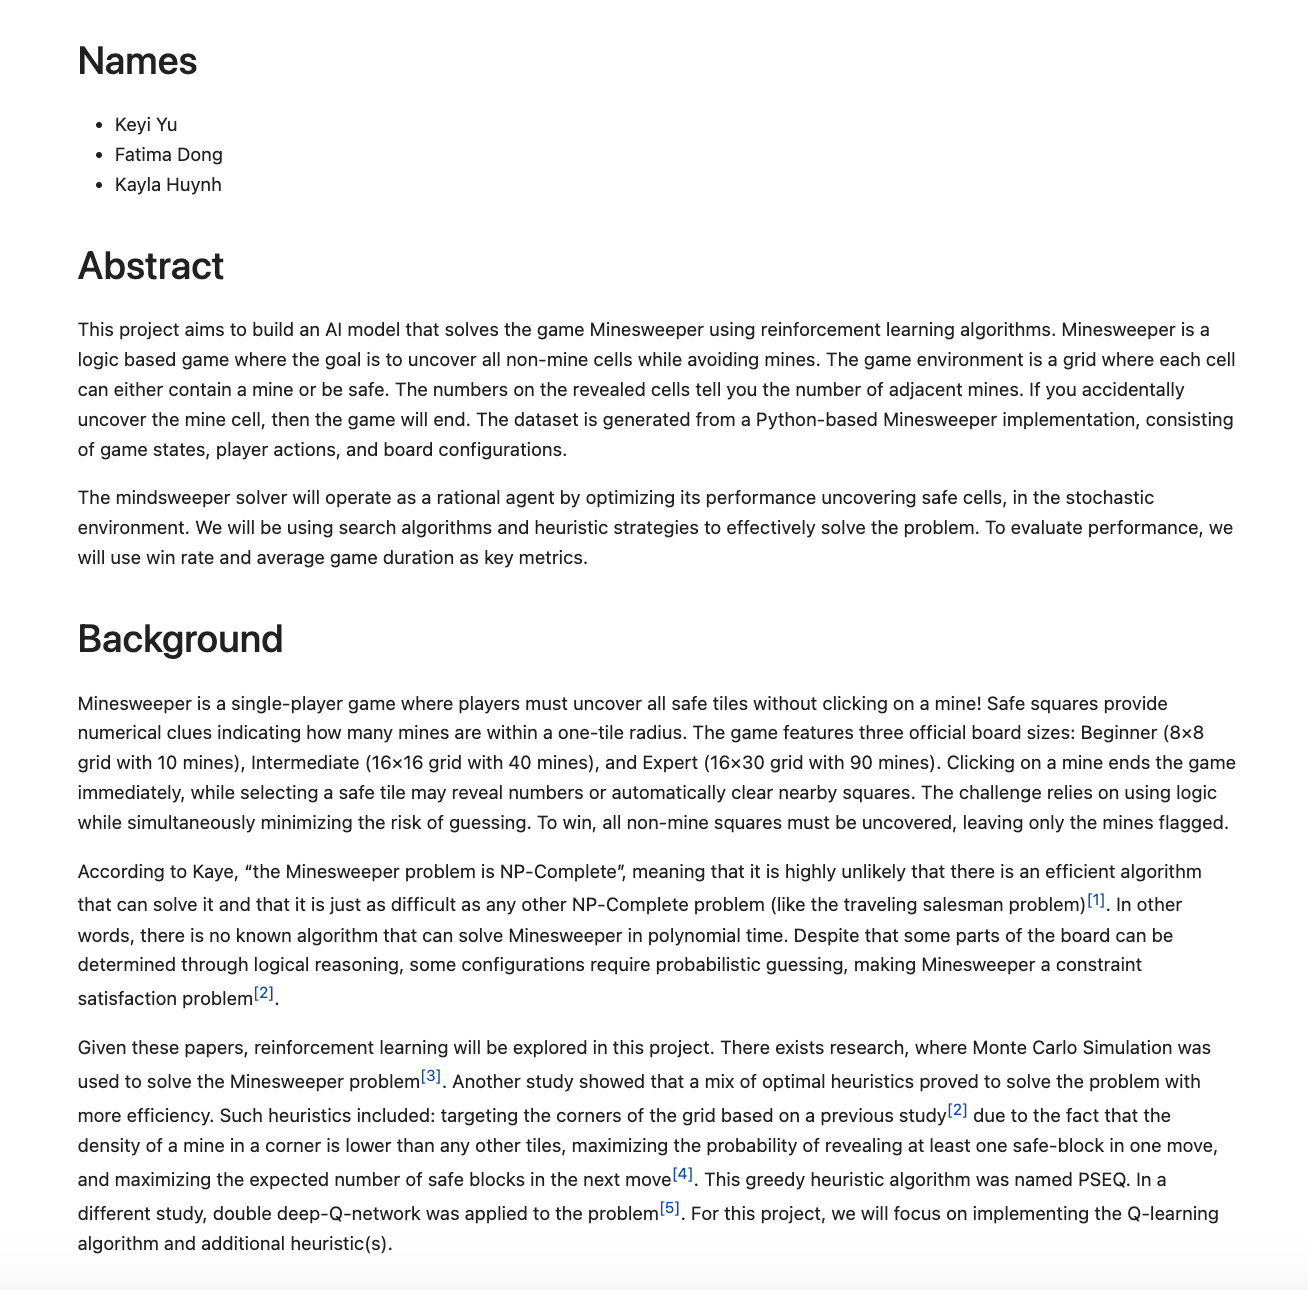 Names
• Keyi Yu
• Fatima Dong
• Kayla Huynh
Abstract
This project aims to build an AI model that solves the game Minesweeper using reinforcement learning algorithms. Minesweeper is a
logic based game where the goal is to uncover all non-mine cells while avoiding mines. The game environment is a grid where each cell
can either contain a mine or be safe. The numbers on the revealed cells tell you the number of adjacent mines. If you accidentally
uncover the mine cell, then the game will end. The dataset is generated from a Python-based Minesweeper implementation, consisting
of game states, player actions, and board configurations.
The mindsweeper solver will operate as a rational agent by optimizing its performance uncovering safe cells, in the stochastic
environment. We will be using search algorithms and heuristic strategies to effectively solve the problem. To evaluate performance, we
will use win rate and average game duration as key metrics.
Background
Minesweeper is a single-player game where players must uncover all safe tiles without clicking on a mine! Safe squares provide
numerical clues indicating how many mines are within a one-tile radius. The game features three official board sizes: Beginner (8×8
grid with 10 mines), Intermediate (16×16 grid with 40 mines), and Expert (16×30 grid with 90 mines). Clicking on a mine ends the game
immediately, while selecting a safe tile may reveal numbers or automatically clear nearby squares. The challenge relies on using logic
while simultaneously minimizing the risk of guessing. To win, all non-mine squares must be uncovered, leaving only the mines flagged.
According to Kaye, “the Minesweeper problem is NP-Complete”, meaning that it is highly unlikely that there is an efficient algorithm
that can solve it and that it is just as difficult as any other NP-Complete problem (like the traveling salesman problem)[1]. In other
words, there is no known algorithm that can solve Minesweeper in polynomial time. Despite that some parts of the board can be
determined through logical reasoning, some configurations require probabilistic guessing, making Minesweeper a constraint
satisfaction problem[2].
Given these papers, reinforcement learning will be explored in this project. There exists research, where Monte Carlo Simulation was
used to solve the Minesweeper problem[3]. Another study showed that a mix of optimal heuristics proved to solve the problem with
more efficiency. Such heuristics included: targeting the corners of the grid based on a previous study[2] due to the fact that the
density of a mine in a corner is lower than any other tiles, maximizing the probability of revealing at least one safe-block in one move,
and maximizing the expected number of safe blocks in the next move[4]. This greedy heuristic algorithm was named PSEQ. In a
different study, double deep-Q-network was applied to the problem[5]. For this project, we will focus on implementing the Q-learning
algorithm and additional heuristic(s).